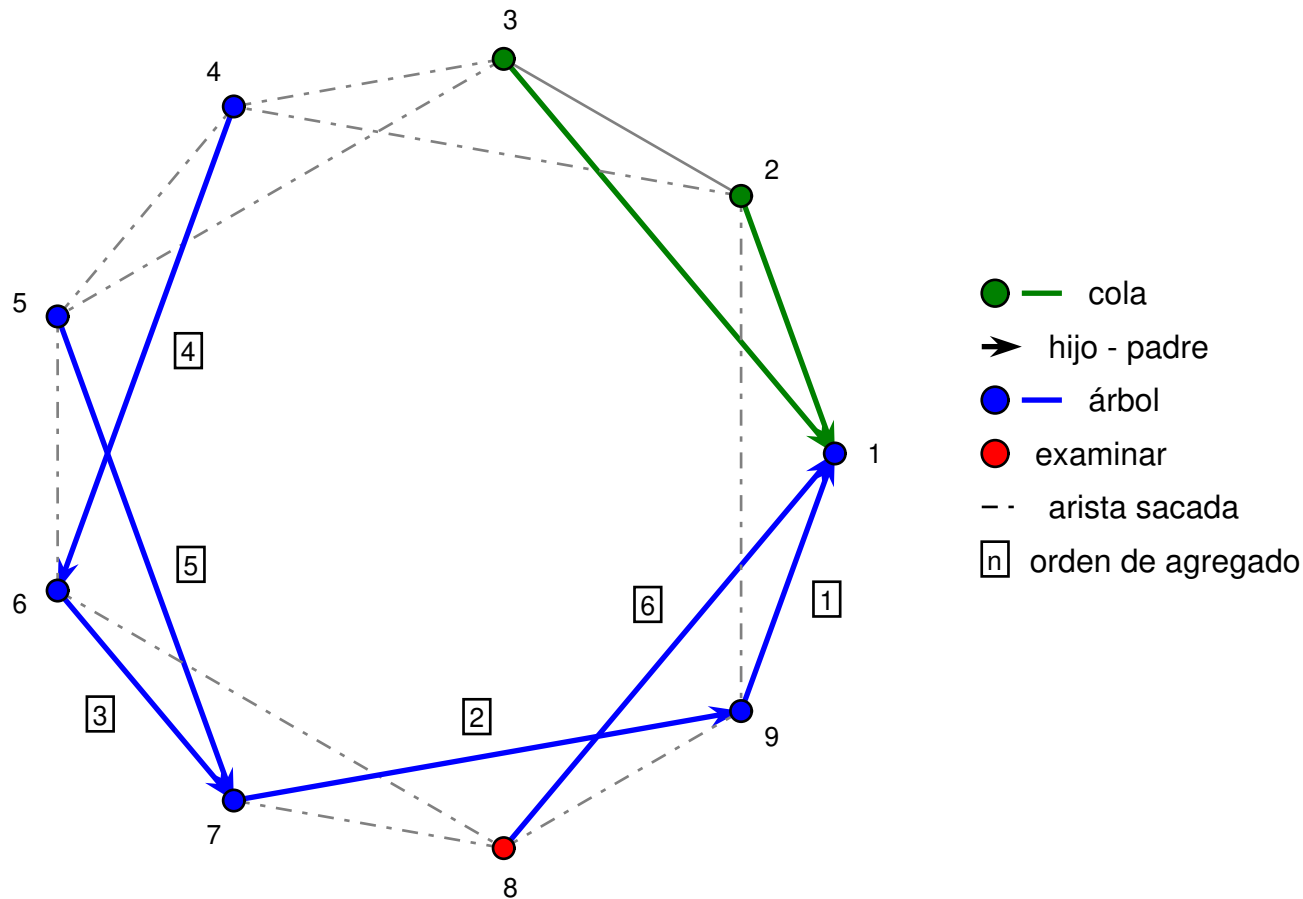 3
4
2
5
4
cola
hijo - padre
árbol
1
examinar
arista sacada
n orden de agregado
5
6
6
1
3
2
9
7
8